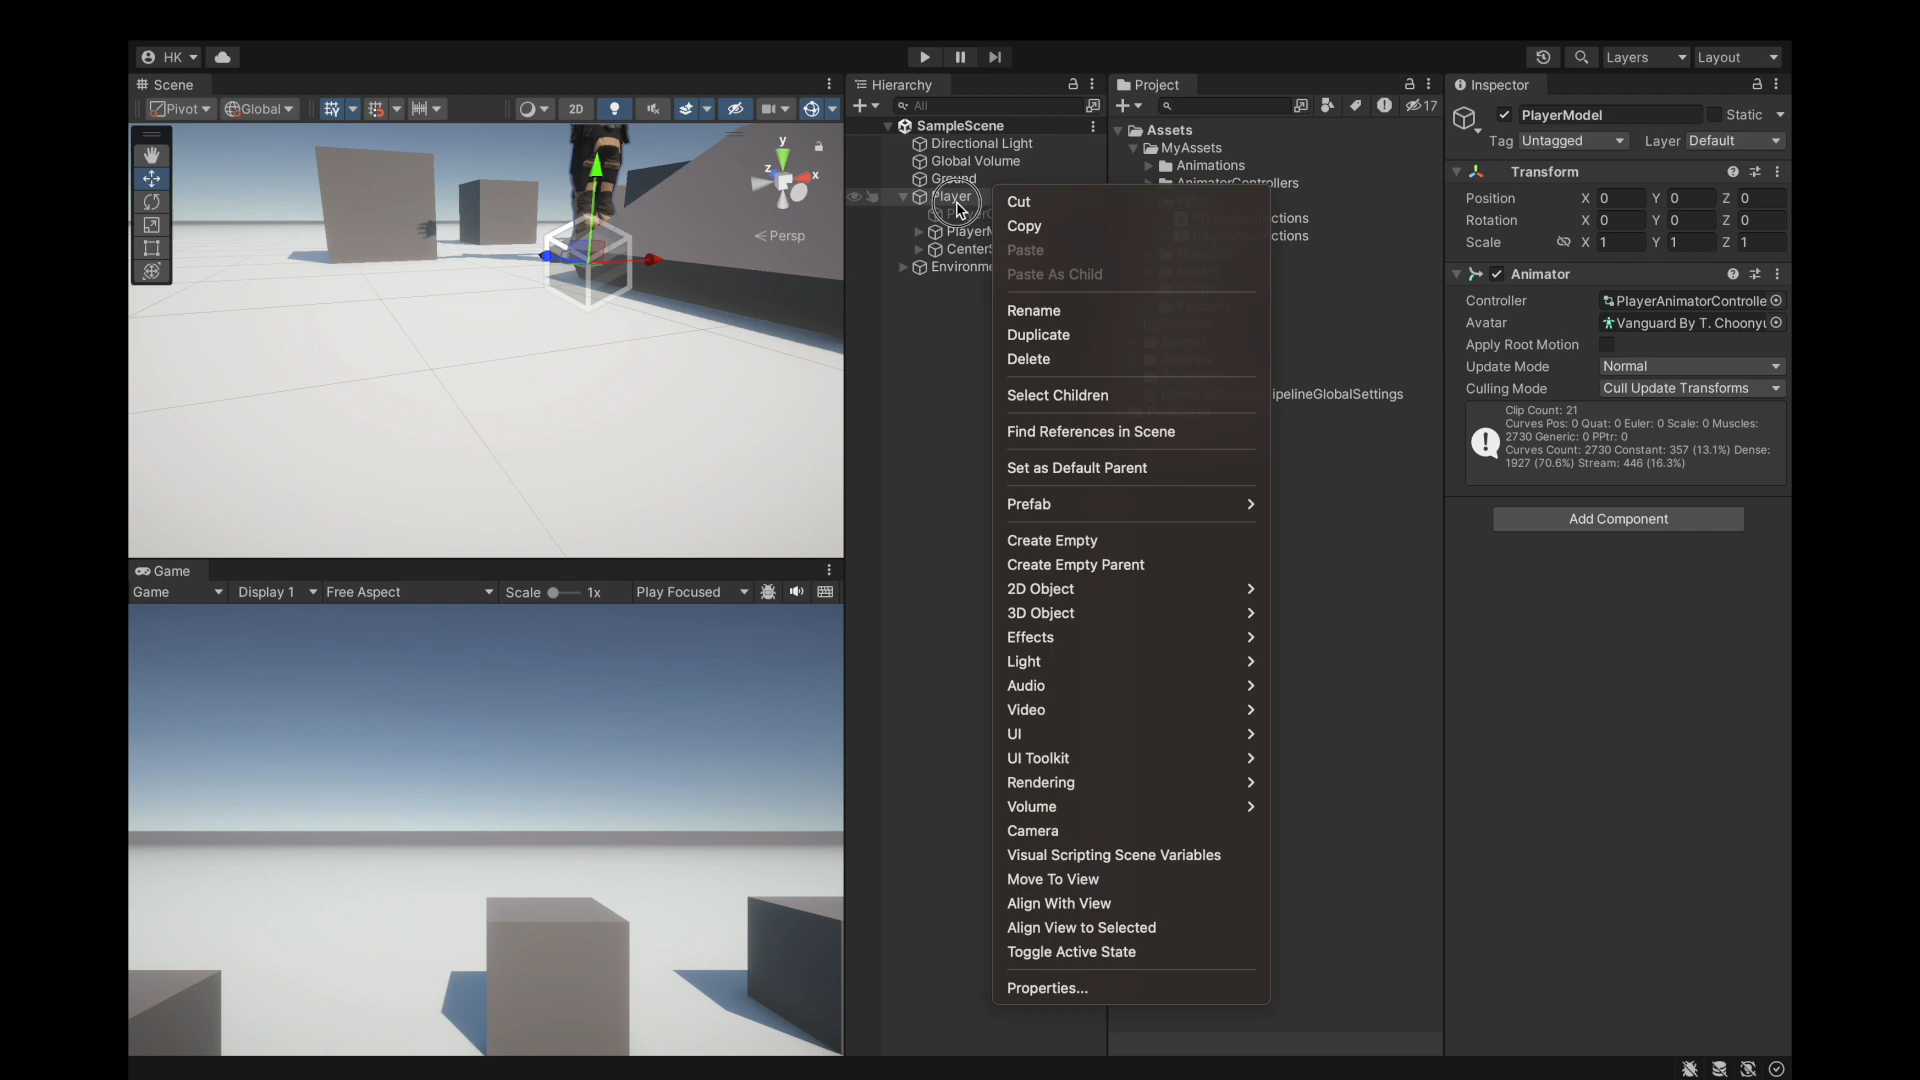 HK
Layers
Layout
Scene
Pivot
Global
2D
y
z
x
Persp
Hierarchy
All
SampleScene
Directional Light
Global Volume
Ground
Player
PlayerM
CenterS
Environme
Project
17
Assets
MyAssets
Animations
AnimatorControllers
ctions
ctions
ipelineGlobalSettings
Cut
Copy
Paste
Paste As Child
Rename
Duplicate
Delete
Select Children
Find References in Scene
Set as Default Parent
Prefab
Create Empty
Create Empty Parent
2D Object
3D Object
Effects
Light
Audio
Video
UI
UI Toolkit
Rendering
Volume
Camera
Visual Scripting Scene Variables
Move To View
Align With View
Align View to Selected
Toggle Active State
Properties...
Inspector
PlayerModel
Static
Tag Untagged Layer Default
Transform
Position X 0 Y 0 Z 0
Rotation X 0 Y 0 Z 0
Scale X 1 Y 1 Z 1
Animator
Controller PlayerAnimatorControlle
Avatar Vanguard By T. Choonyu
Apply Root Motion
Update Mode Normal
Culling Mode Cull Update Transforms
Clip Count: 21
Curves Pos: 0 Quat: 0 Euler: 0 Scale: 0 Muscles:
2730 Generic: 0 PPtr: 0
Curves Count: 2730 Constant: 357 (13.1%) Dense:
1927 (70.6%) Stream: 446 (16.3%)
Add Component
Game
Game Display 1 Free Aspect Scale 1x Play Focused